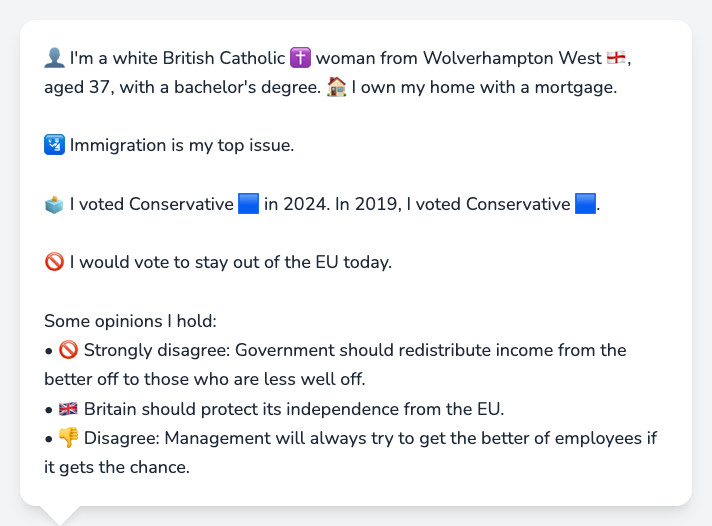 👤 I'm a white British Catholic ✝️ woman from Wolverhampton West 🏴󠁧󠁢󠁥󠁮󠁧󠁿,
aged 37, with a bachelor's degree. 🏠 I own my home with a mortgage.
🛂 Immigration is my top issue.
🗳️ I voted Conservative 🟦 in 2024. In 2019, I voted Conservative 🟦.
🚫 I would vote to stay out of the EU today.
Some opinions I hold:
• 🚫 Strongly disagree: Government should redistribute income from the
better off to those who are less well off.
• 🇬🇧 Britain should protect its independence from the EU.
• 👎 Disagree: Management will always try to get the better of employees if
it gets the chance.